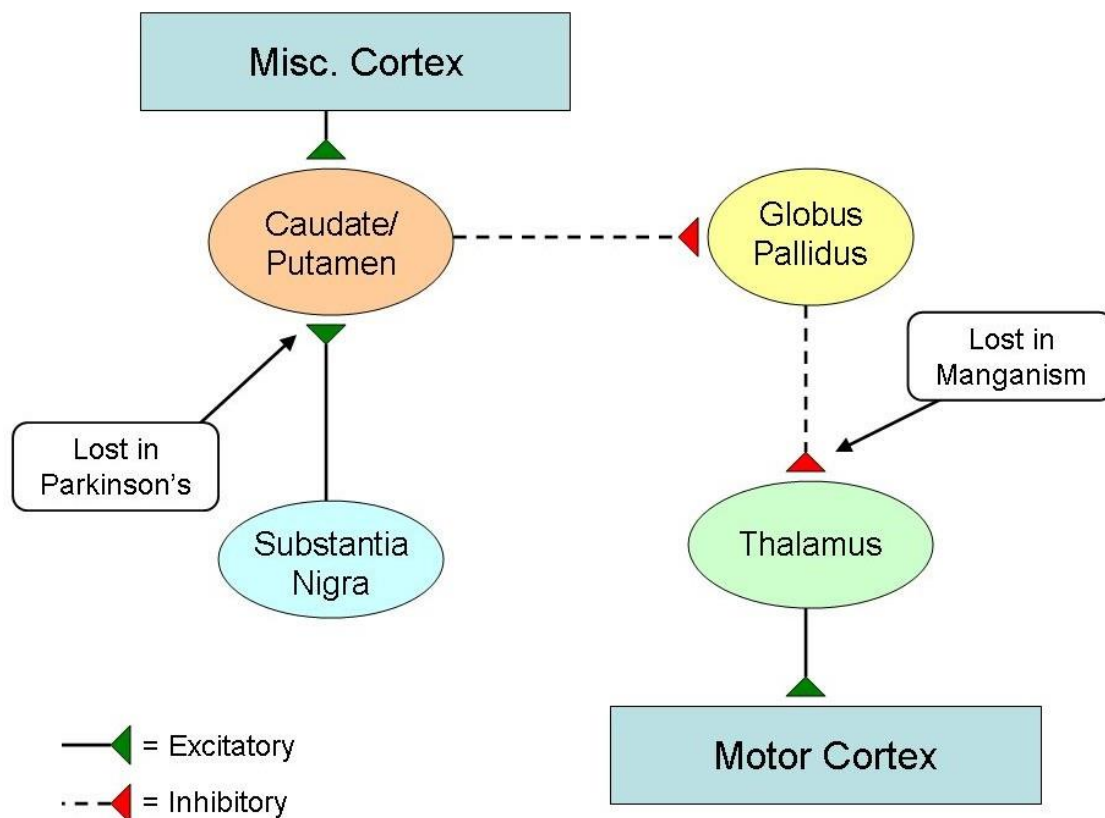 Misc. Cortex
Caudate/
Putamen
Globus
Pallidus
Lost in
Manganism
Lost in
Parkinson's
Substantia
Nigra
Thalamus
= Excitatory
Motor Cortex
= Inhibitory